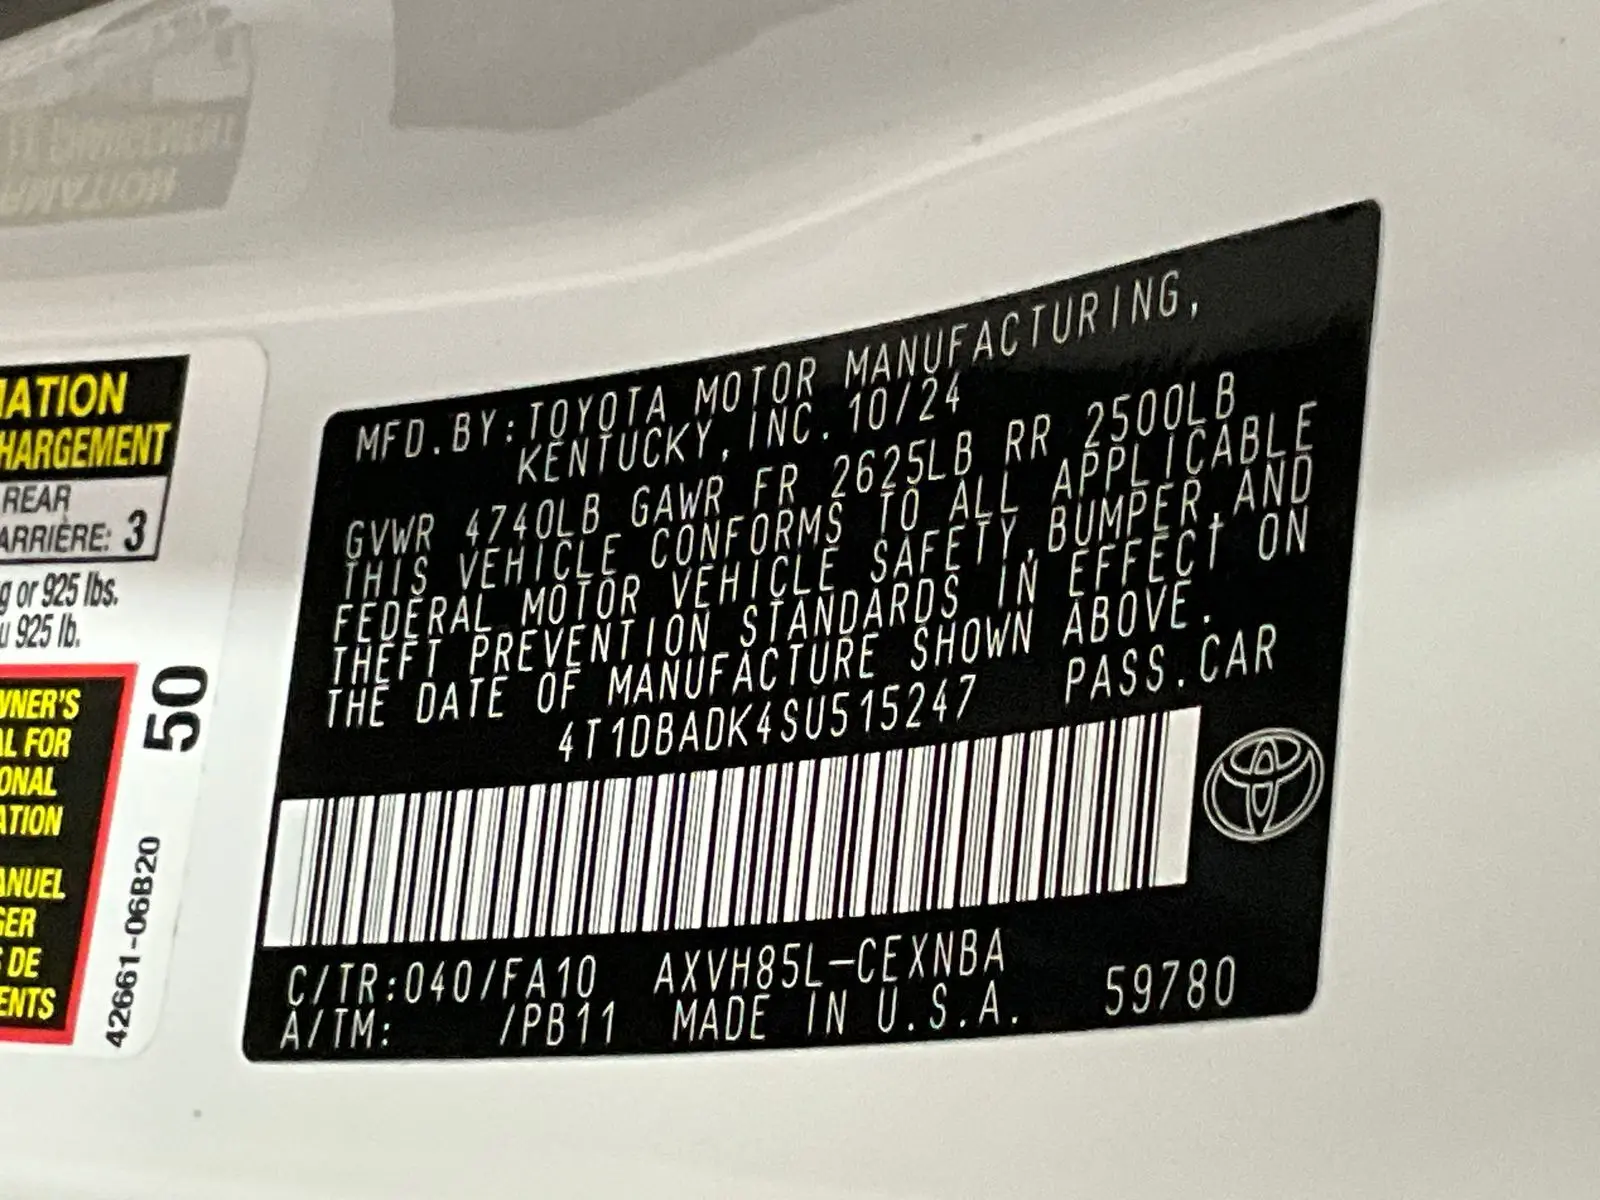 MATION
HARGEMENT
REAR
ARRIÈRE: 3
g or 925 lbs.
u 925 lb.
WNER'S
AL FOR
ONAL
ATION
ANUEL
GER
DE
ENTS
50
42661-06B20
MFD.BY:TOYOTA MOTOR MANUFACTURING,
KENTUCKY,INC.10/24
GVWR 4740LB GAWR FR 2625LB RR 2500LB
THIS VEHICLE CONFORMS TO ALL APPLICABLE
FEDERAL MOTOR VEHICLE SAFETY,BUMPER,AND
THEFT PREVENTION STANDARDS IN EFFECT ON
THE DATE OF MANUFACTURE SHOWN ABOVE.
4T1DBADK4SU515247 PASS.CAR
C/TR:040/FA10 AXVH85L-CEXNBA
A/TM: /PB11 MADE IN U.S.A. 59780